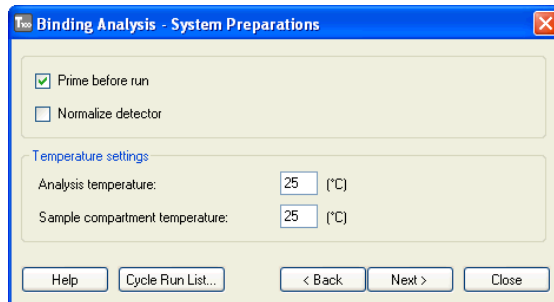 T100 Binding Analysis - System Preparations
Prime before run
Normalize detector
Temperature settings
Analysis temperature: 25 (°C)
Sample compartment temperature: 25 (°C)
Help Cycle Run List... < Back Next > Close